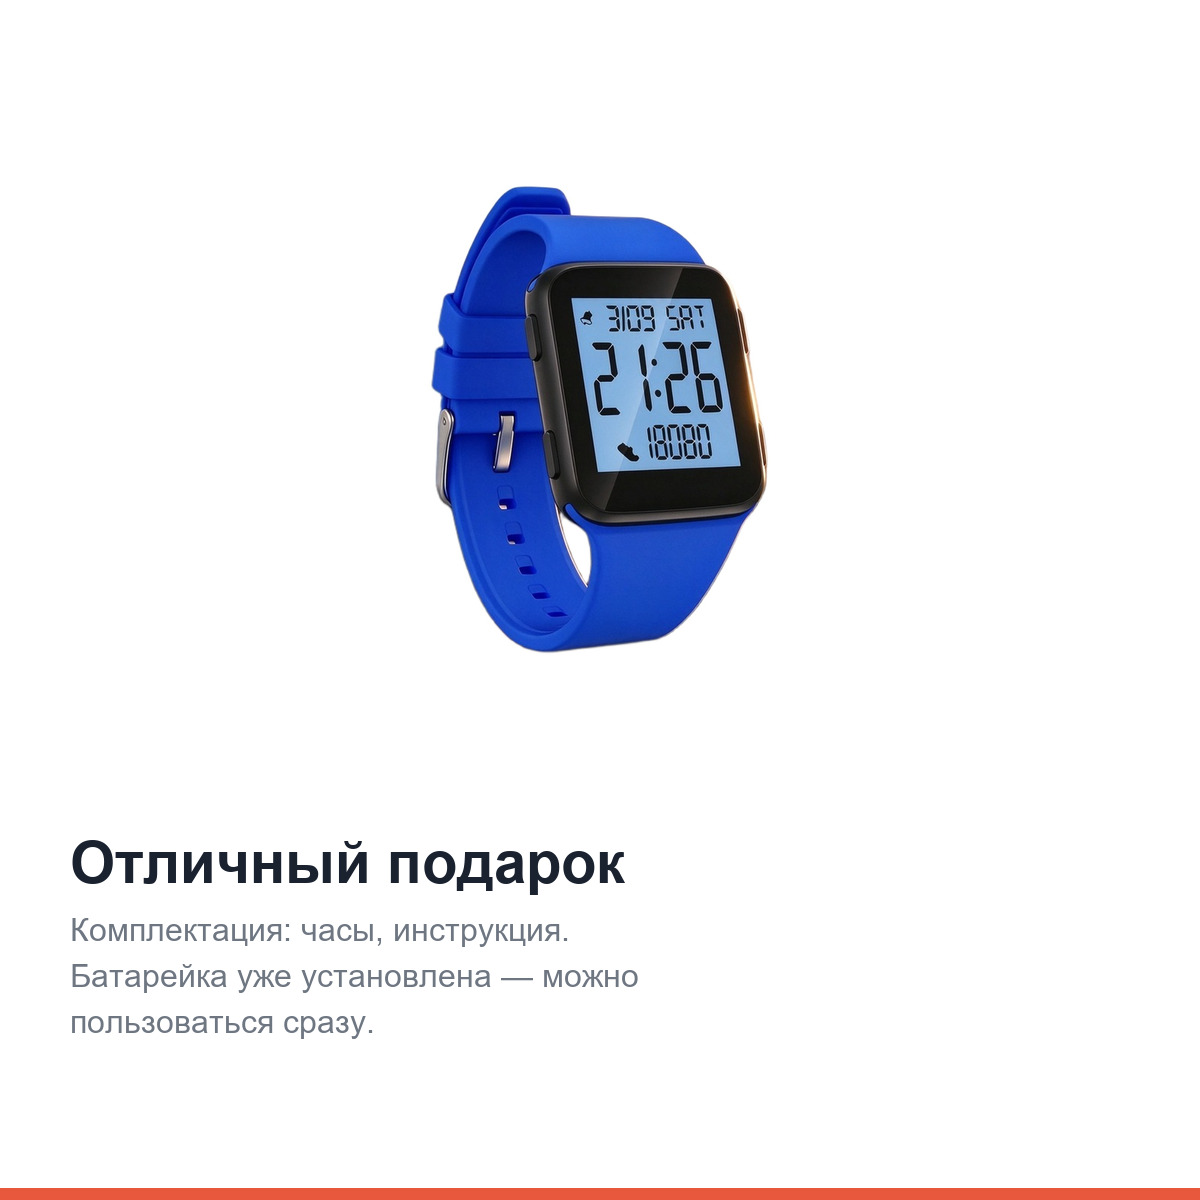 3109 SAT
21:26
18080
Отличный подарок
Комплектация: часы, инструкция.
Батарейка уже установлена — можно
пользоваться сразу.